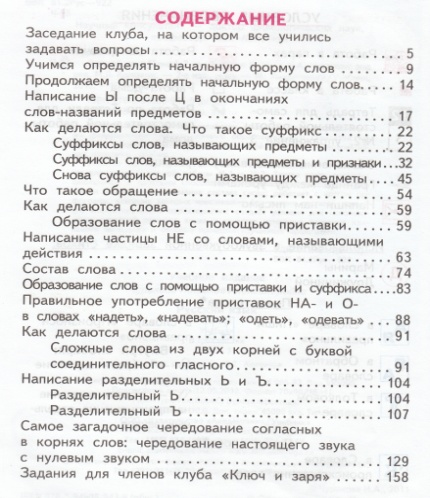 СОДЕРЖАНИЕ
Заседание клуба, на котором все учились
задавать вопросы 5
Учимся определять начальную форму слов 9
Продолжаем определять начальную форму слов 14
Написание Ы после Ц в окончаниях
слов-названий предметов 17
Как делаются слова. Что такое суффикс 22
Суффиксы слов, называющих предметы 22
Суффиксы слов, называющих предметы и признаки 32
Снова суффиксы слов, называющих предметы 45
Что такое обращение 54
Как делаются слова 59
Образование слов с помощью приставки 59
Написание частицы НЕ со словами, называющими
действия 63
Состав слова 74
Образование слов с помощью приставки и суффикса 83
Правильное употребление приставок НА- и О-
в словах «надеть», «надевать»; «одеть», «одевать» 88
Как делаются слова 91
Сложные слова из двух корней с буквой
соединительного гласного 91
Написание разделительных Ь и Ъ 104
Разделительный Ь 104
Разделительный Ъ 107
Самое загадочное чередование согласных
в корнях слов: чередование настоящего звука
с нулевым звуком 129
Задания для членов клуба «Ключ и заря» 158